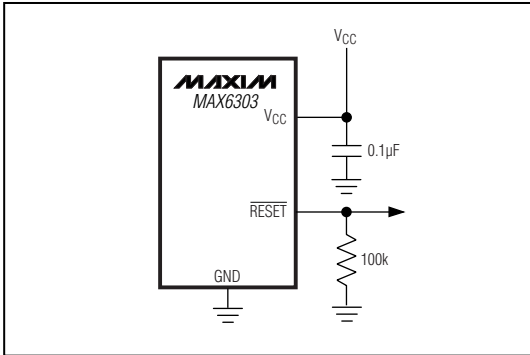 VCC
MAXIM
MAX6303
VCC
0.1µF
RESET
100k
GND